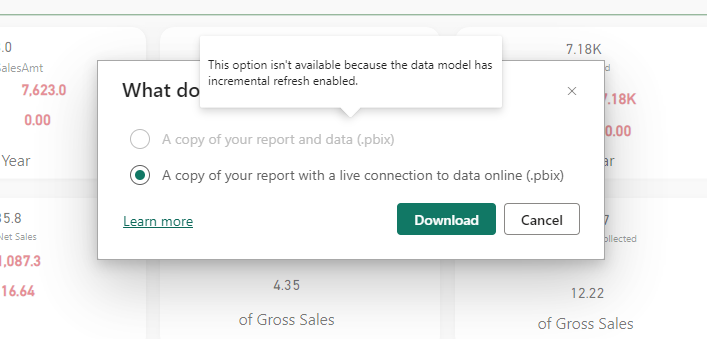 .0
SalesAmt
7,623.0
0.00
Year
This option isn't available because the data model has
incremental refresh enabled.
7.18K
7.18K
0.00
What do
A copy of your report and data (.pbix)
A copy of your report with a live connection to data online (.pbix)
Learn more
Download
Cancel
35.8
Net Sales
1,087.3
16.64
4.35
of Gross Sales
7
ollected
12.22
of Gross Sales